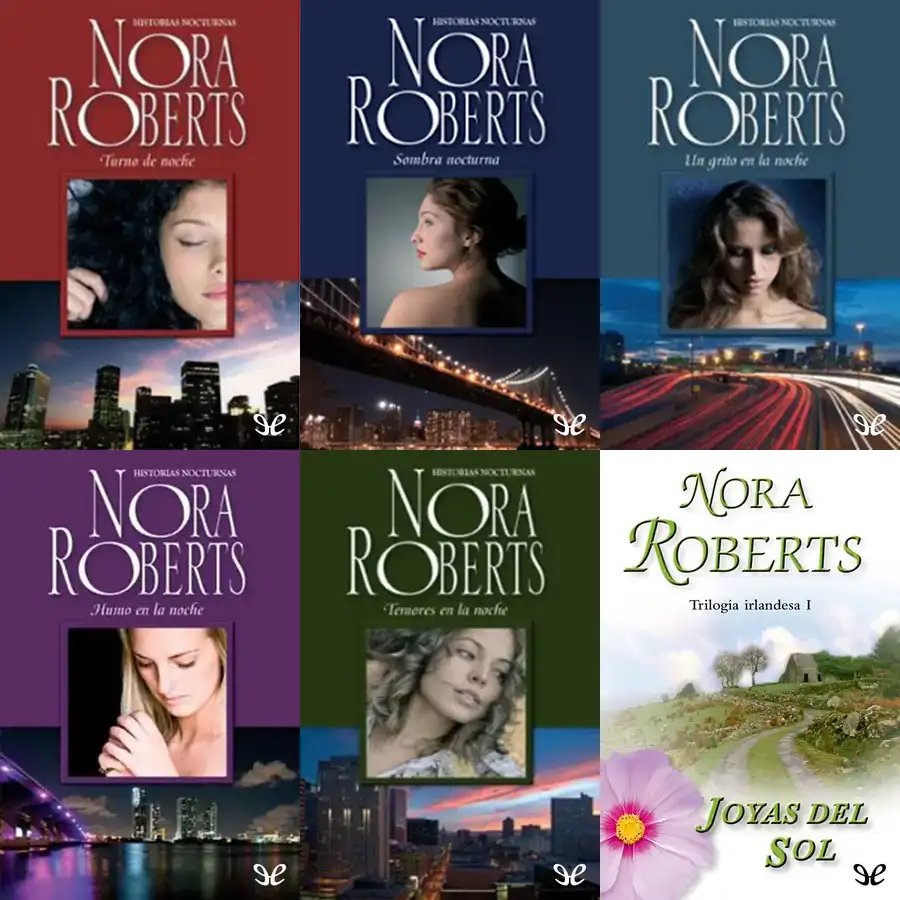 HISTORIAS NOCTURNAS
NORA
ROBERTS
Turno de noche
HISTORIAS NOCTURNAS
NORA
ROBERTS
Sombra nocturna
HISTORIAS NOCTURNAS
NORA
ROBERTS
Un grito en la noche
HISTORIAS NOCTURNAS
NORA
ROBERTS
Humo en la noche
HISTORIAS NOCTURNAS
NORA
ROBERTS
Temores en la noche
NORA
ROBERTS
Trilogía irlandesa I
JOYAS DEL
SOL